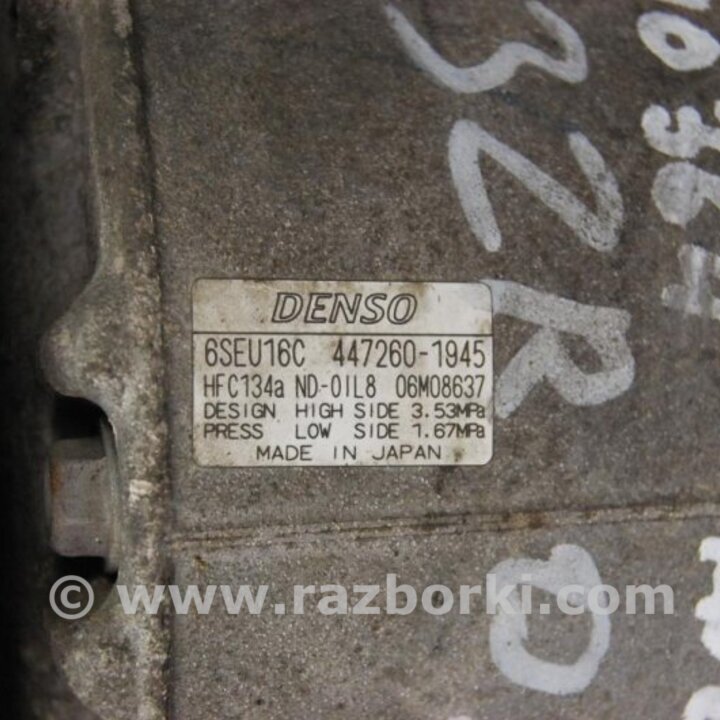 3ZR
DENSO
6SEU16C 447260-1945
HFC134a ND-OIL8 06M08637
DESIGN HIGH SIDE 3.53MPa
PRESS LOW SIDE 1.67MPa
MADE IN JAPAN
© www.razborki.com